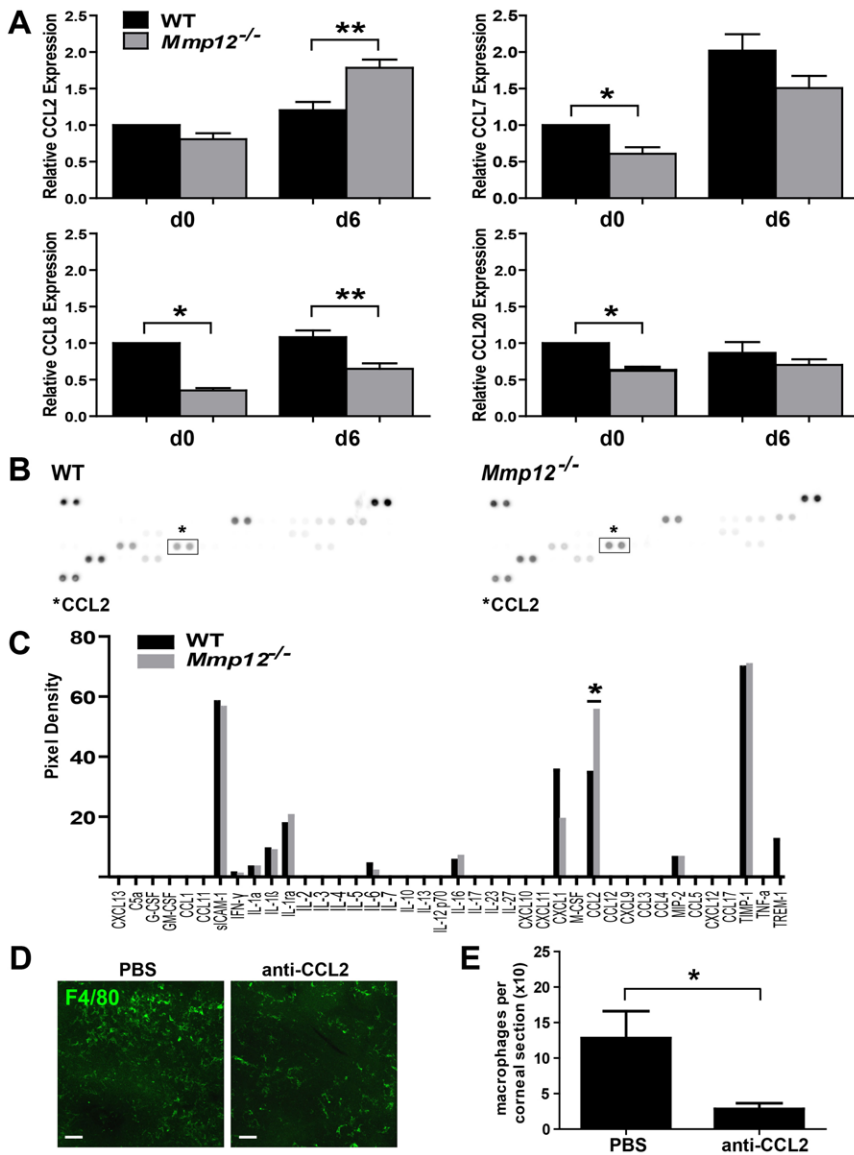 A
WT
Mmp12-/-
Relative CCL2 Expression
2.5
2.0
1.5
1.0
0.5
0.0
**
d0
d6
Relative CCL7 Expression
2.5
2.0
1.5
1.0
0.5
0.0
*
d0
d6
Relative CCL8 Expression
2.5
2.0
1.5
1.0
0.5
0.0
*
**
d0
d6
Relative CCL20 Expression
2.5
2.0
1.5
1.0
0.5
0.0
*
d0
d6
B
WT
*
*CCL2
Mmp12-/-
*
*CCL2
C
WT
Mmp12-/-
Pixel Density
80
60
40
20
*
CXCL13
C5a
G-CSF
GM-CSF
CCL1
CCL11
sICAM-1
IFN-γ
IL-1a
IL-1ß
IL-1ra
IL-2
IL-3
IL-4
IL-5
IL-6
IL-7
IL-10
IL-13
IL-12 p70
IL-16
IL-17
IL-23
IL-27
CXCL10
CXCL11
CXCL1
M-CSF
CCL2
CCL12
CXCL9
CCL3
CCL4
MIP-2
CCL5
CXCL12
CCL17
TIMP-1
TNF-a
TREM-1
D
PBS
anti-CCL2
F4/80
E
macrophages per
corneal section (x10)
20
15
10
5
0
*
PBS
anti-CCL2